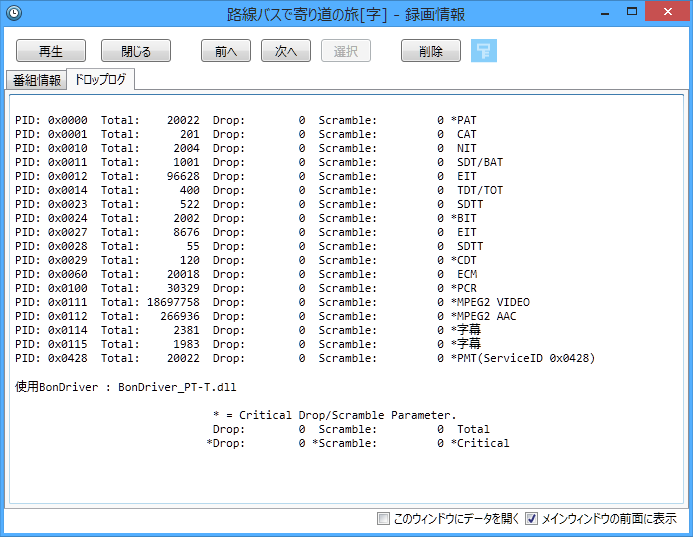 路線バスで寄り道の旅[字] - 録画情報
再生 閉じる 前へ 次へ 選択 削除
番組情報 ドロップログ
PID: 0x0000 Total: 20022 Drop: 0 Scramble: 0 *PAT
PID: 0x0001 Total: 201 Drop: 0 Scramble: 0 CAT
PID: 0x0010 Total: 2004 Drop: 0 Scramble: 0 NIT
PID: 0x0011 Total: 1001 Drop: 0 Scramble: 0 SDT/BAT
PID: 0x0012 Total: 96628 Drop: 0 Scramble: 0 EIT
PID: 0x0014 Total: 400 Drop: 0 Scramble: 0 TDT/TOT
PID: 0x0023 Total: 522 Drop: 0 Scramble: 0 SDTT
PID: 0x0024 Total: 2002 Drop: 0 Scramble: 0 *BIT
PID: 0x0027 Total: 8676 Drop: 0 Scramble: 0 EIT
PID: 0x0028 Total: 55 Drop: 0 Scramble: 0 SDTT
PID: 0x0029 Total: 120 Drop: 0 Scramble: 0 *CDT
PID: 0x0060 Total: 20018 Drop: 0 Scramble: 0 ECM
PID: 0x0100 Total: 30329 Drop: 0 Scramble: 0 *PCR
PID: 0x0111 Total: 18697758 Drop: 0 Scramble: 0 *MPEG2 VIDEO
PID: 0x0112 Total: 266936 Drop: 0 Scramble: 0 *MPEG2 AAC
PID: 0x0114 Total: 2381 Drop: 0 Scramble: 0 *字幕
PID: 0x0115 Total: 1983 Drop: 0 Scramble: 0 *字幕
PID: 0x0428 Total: 20022 Drop: 0 Scramble: 0 *PMT(ServiceID 0x0428)
使用BonDriver : BonDriver_PT-T.dll
* = Critical Drop/Scramble Parameter.
Drop: 0 Scramble: 0 Total
*Drop: 0 *Scramble: 0 *Critical
このウィンドウにデータを開く メインウィンドウの前面に表示